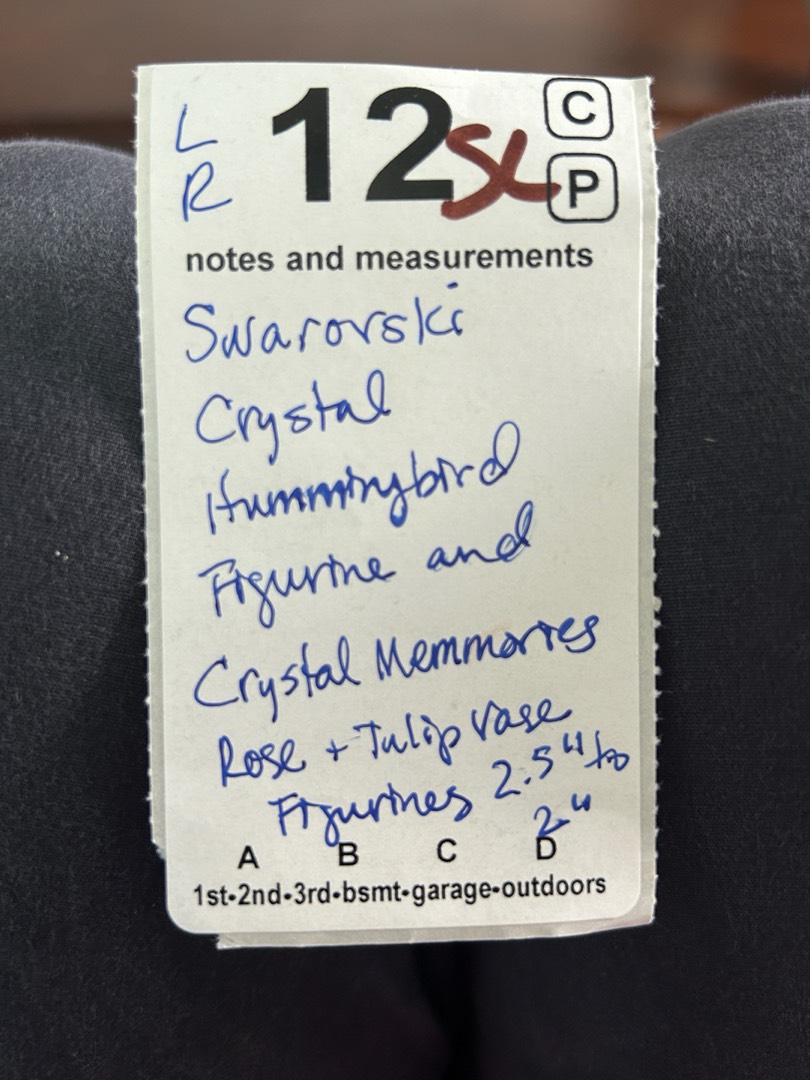 L
R
12 SL
C
P
notes and measurements
Swarovski
Crystal
Hummingbird
Figurine and
Crystal Memmories
Rose + Tulip Vase
Figurines 2.5" to
2"
A B C D
1st-2nd-3rd-bsmt-garage-outdoors